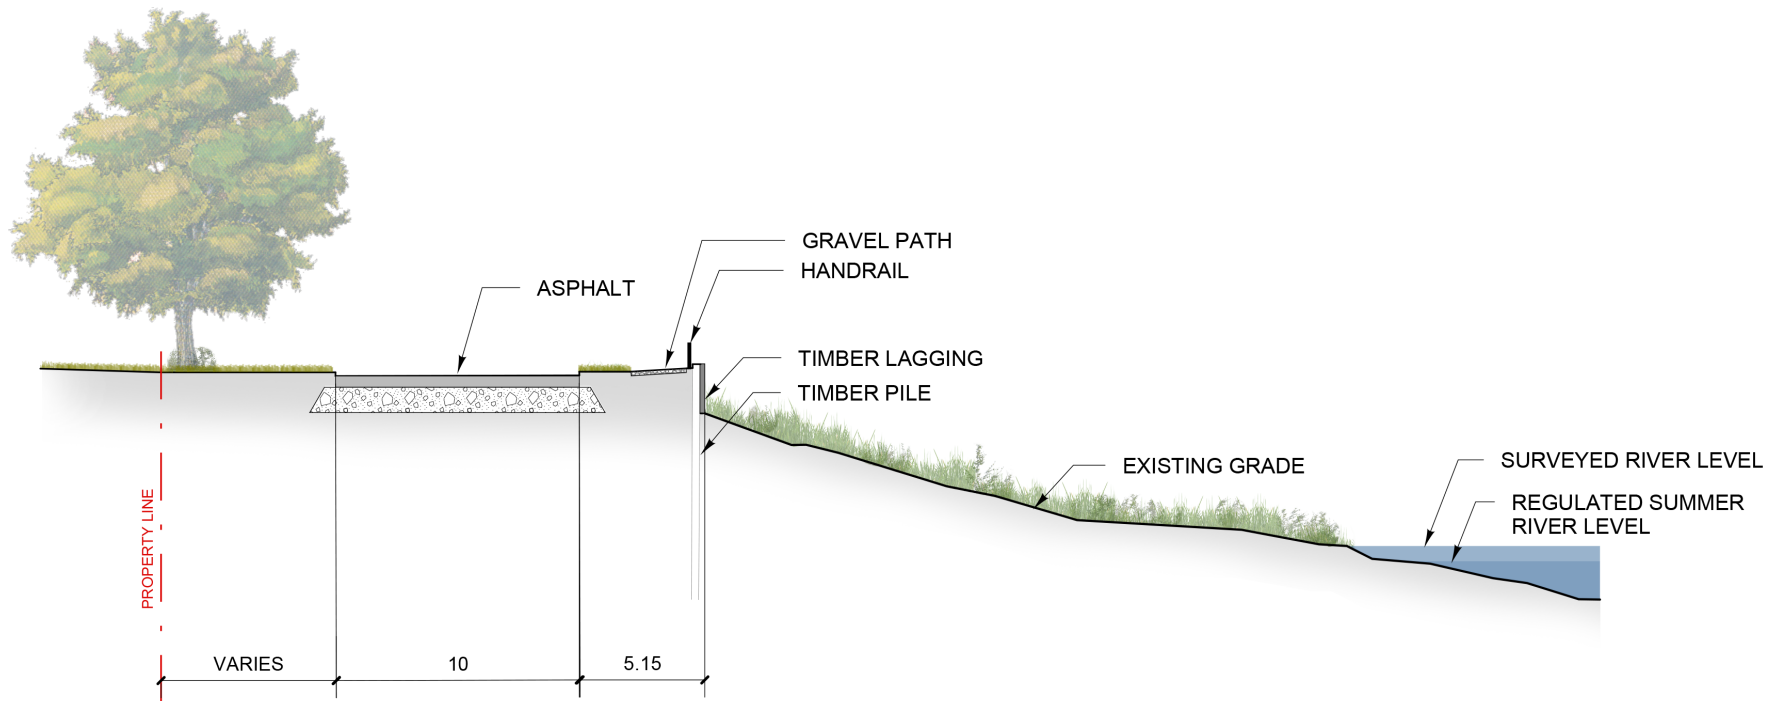 GRAVEL PATH
HANDRAIL
ASPHALT
TIMBER LAGGING
TIMBER PILE
EXISTING GRADE
SURVEYED RIVER LEVEL
REGULATED SUMMER
RIVER LEVEL
PROPERTY LINE
VARIES
10
5.15